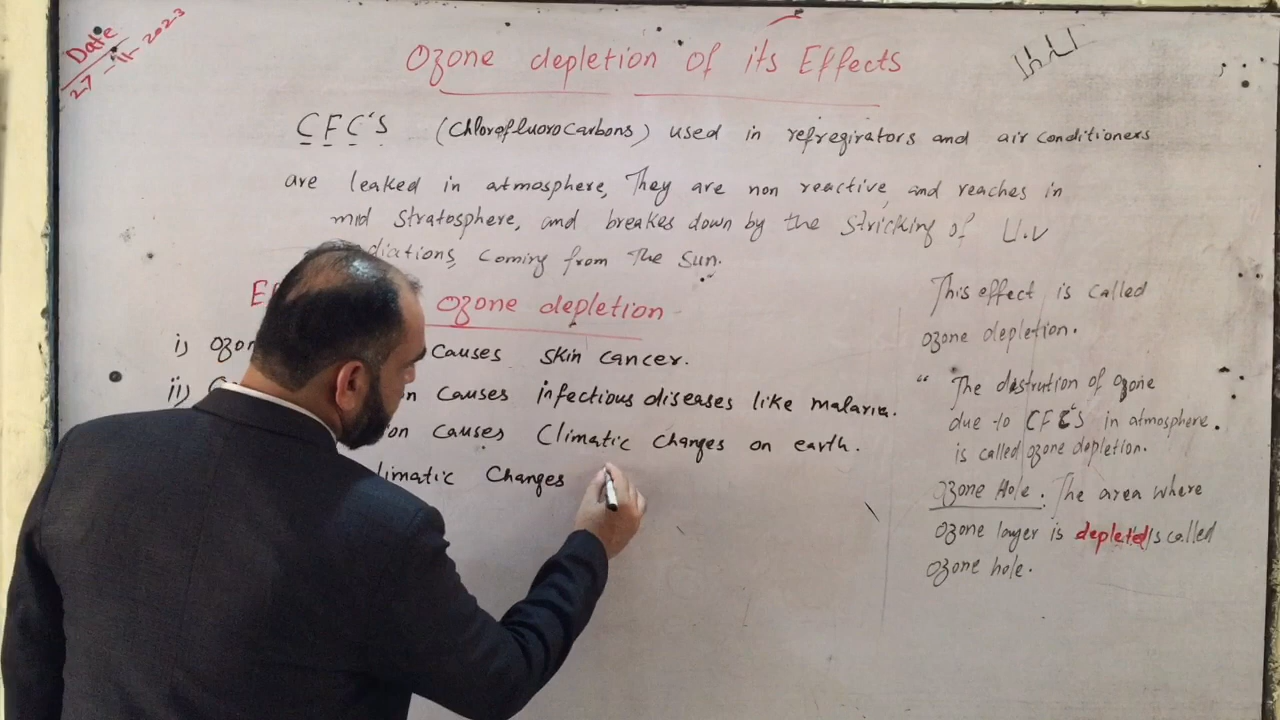 Date
27-11-2023
Ozone depletion of its Effects
CFC's (Chlorofluorocarbons) used in refregirators and air conditioners
are leaked in atmosphere, They are non reactive and reaches in
mid stratosphere, and breakes down by the stricking of U.V
diations, coming from the Sun.
ozone depletion
i) ozon causes skin cancer.
ii) n causes infectious diseases like malaria.
on causes Climatic changes on earth.
limatic Changes
This effect is called
ozone depletion.
“ The distrution of ozone
due to CFC's in atmosphere.
is called ozone depletion.
Ozone Hole. The area where
ozone layer is depleted is called
ozone hole.